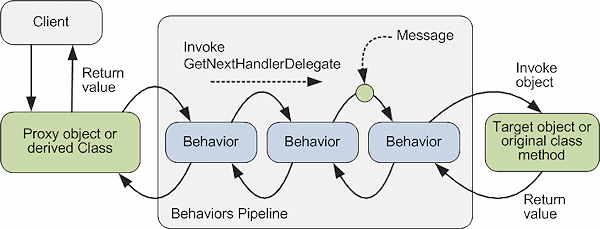 Client
Return
value
Invoke
GetNextHandlerDelegate
Message
Invoke
object
Proxy object or
derived Class
Behavior
Behavior
Behavior
Target object or
original class
method
Behaviors Pipeline
Return
value